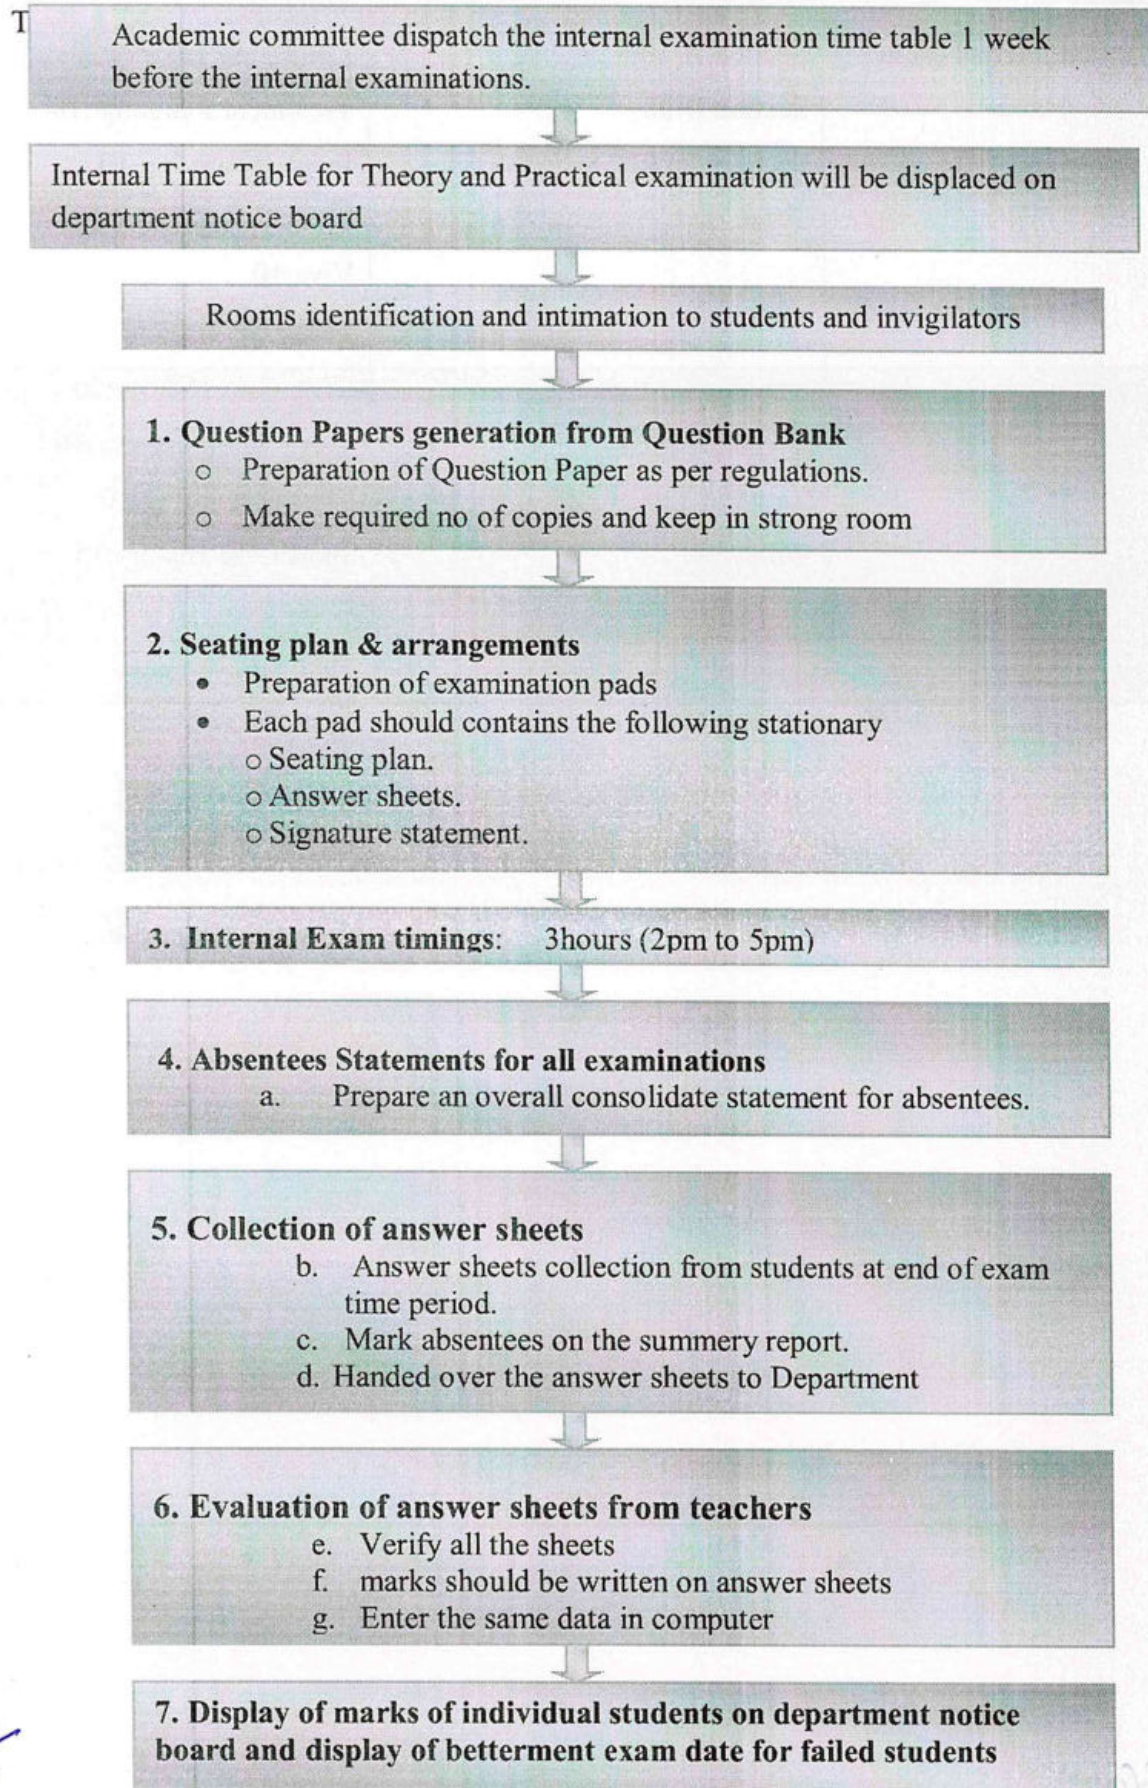 T
Academic committee dispatch the internal examination time table 1 week
before the internal examinations.
Internal Time Table for Theory and Practical examination will be displaced on
department notice board
Rooms identification and intimation to students and invigilators
1. Question Papers generation from Question Bank
o Preparation of Question Paper as per regulations.
o Make required no of copies and keep in strong room
2. Seating plan & arrangements
• Preparation of examination pads
• Each pad should contains the following stationary
o Seating plan.
o Answer sheets.
o Signature statement.
3. Internal Exam timings: 3hours (2pm to 5pm)
4. Absentees Statements for all examinations
a. Prepare an overall consolidate statement for absentees.
5. Collection of answer sheets
b. Answer sheets collection from students at end of exam
time period.
c. Mark absentees on the summery report.
d. Handed over the answer sheets to Department
6. Evaluation of answer sheets from teachers
e. Verify all the sheets
f. marks should be written on answer sheets
g. Enter the same data in computer
7. Display of marks of individual students on department notice
board and display of betterment exam date for failed students